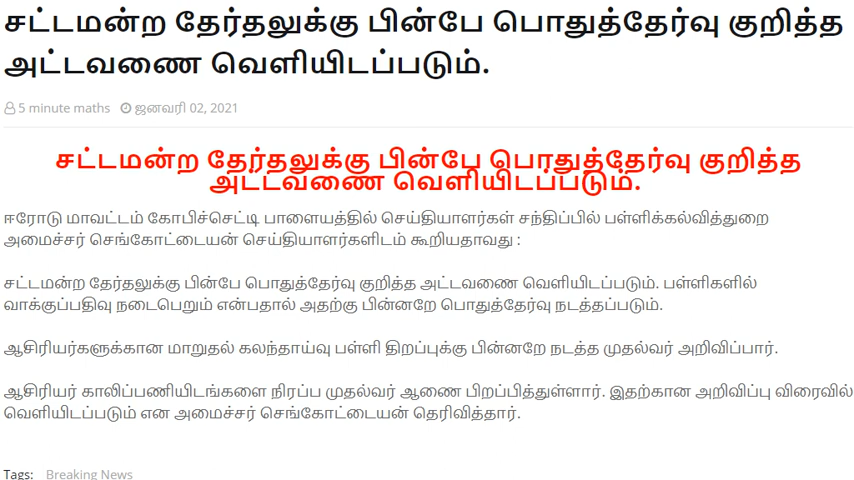 சட்டமன்ற தேர்தலுக்கு பின்பே பொதுத்தேர்வு குறித்த
அட்டவணை வெளியிடப்படும்.
5 minute maths ஜனவரி 02, 2021
சட்டமன்ற தேர்தலுக்கு பின்பே பொதுத்தேர்வு குறித்த
அட்டவணை வெளியிடப்படும்.
ஈரோடு மாவட்டம் கோபிச்செட்டி பாளையத்தில் செய்தியாளர்கள் சந்திப்பில் பள்ளிக்கல்வித்துறை
அமைச்சர் செங்கோட்டையன் செய்தியாளர்களிடம் கூறியதாவது :
சட்டமன்ற தேர்தலுக்கு பின்பே பொதுத்தேர்வு குறித்த அட்டவணை வெளியிடப்படும். பள்ளிகளில்
வாக்குப்பதிவு நடைபெறும் என்பதால் அதற்கு பின்னறே பொதுத்தேர்வு நடத்தப்படும்.
ஆசிரியர்களுக்கான மாறுதல் கலந்தாய்வு பள்ளி திறப்புக்கு பின்னறே நடத்த முதல்வர் அறிவிப்பார்.
ஆசிரியர் காலிப்பணியிடங்களை நிரப்ப முதல்வர் ஆணை பிறப்பித்துள்ளார். இதற்கான அறிவிப்பு விரைவில்
வெளியிடப்படும் என அமைச்சர் செங்கோட்டையன் தெரிவித்தார்.
Tags: Breaking News